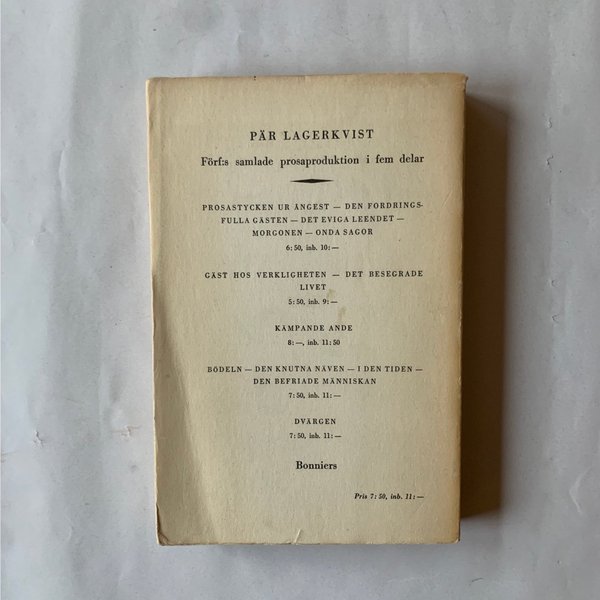 PÄR LAGERKVIST
Förf:s samlade prosaproduktion i fem delar
PROSASTYCKEN UR ÅNGEST — DEN FORDRINGS-
FULLA GÄSTEN — DET EVIGA LEENDET —
MORGONEN — ONDA SAGOR
6: 50, inb. 10: —
GÄST HOS VERKLIGHETEN — DET BESEGRADE
LIVET
5: 50, inb. 9: —
KÄMPANDE ANDE
8: —, inb. 11: 50
BÖDELN — DEN KNUTNA NÄVEN — I DEN TIDEN —
DEN BEFRIADE MÄNNISKAN
7: 50, inb. 11: —
DVÄRGEN
7: 50, inb. 11: —
Bonniers
Pris 7: 50, inb. 11: —